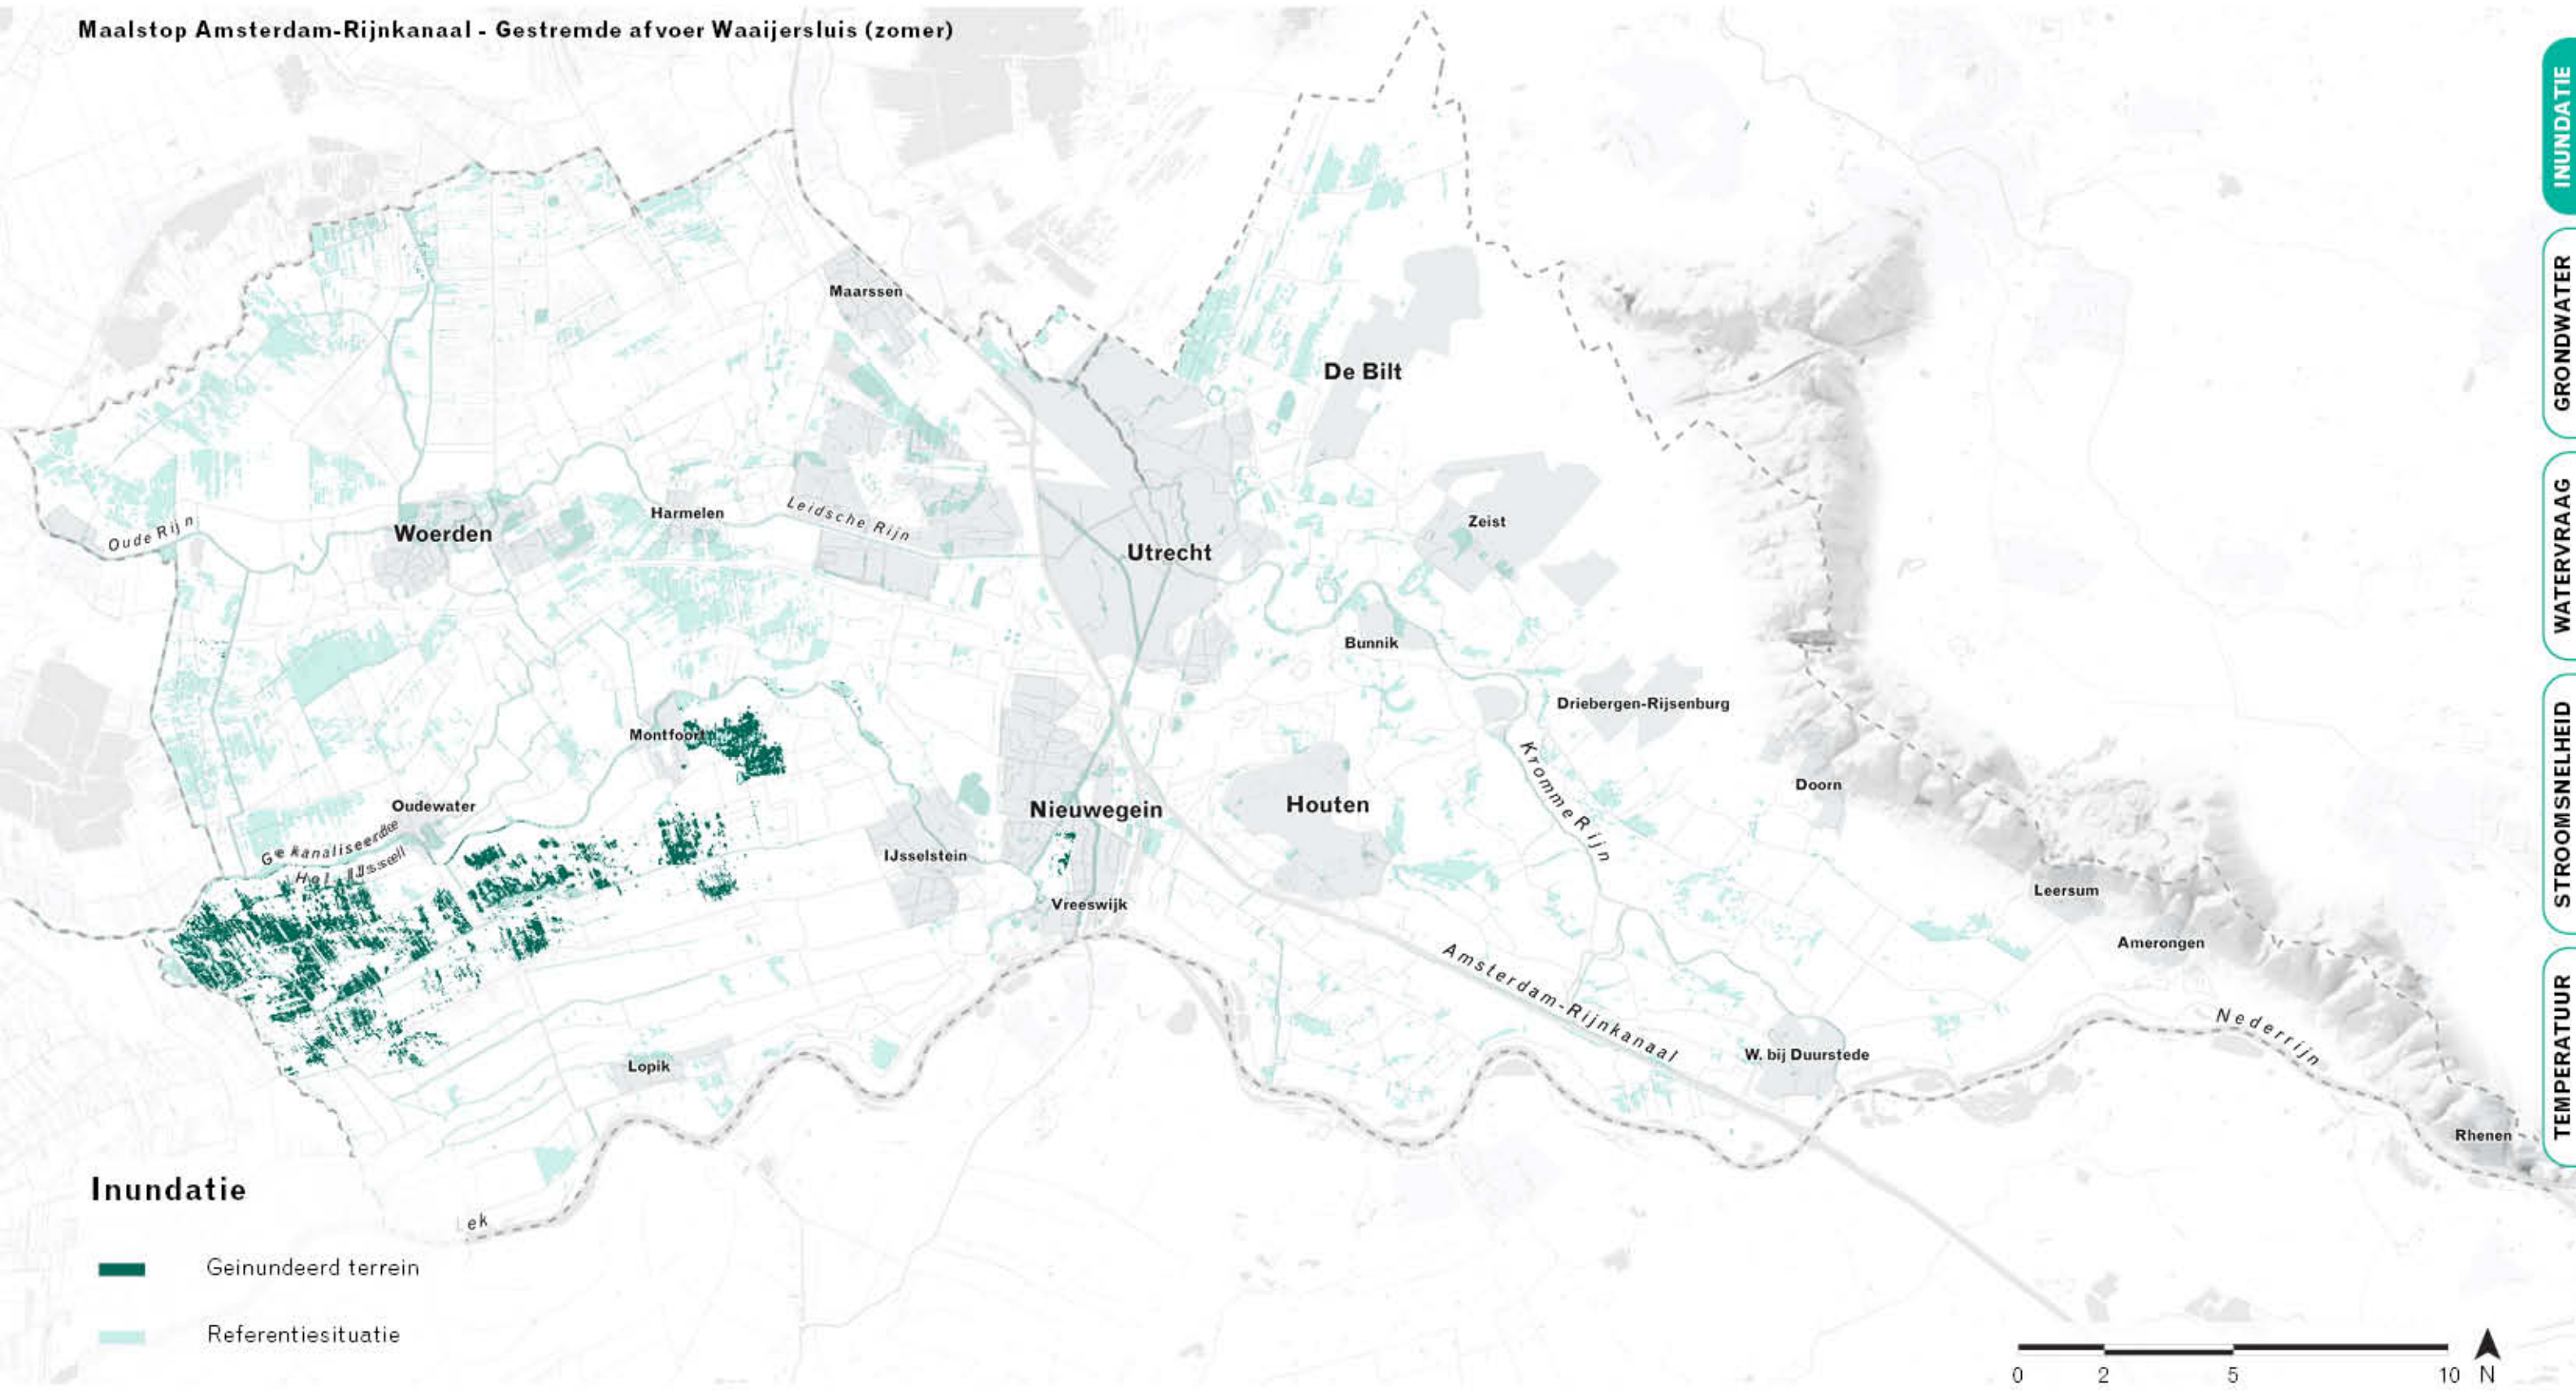 Maalstop Amsterdam-Rijnkanaal - Gestremde afvoer Waaijersluis (zomer)
INUNDATIE
GRONDWATER
WATERVRAAG
STROOMSNELHEID
TEMPERATUUR
Maarssen
De Bilt
Oude Rijn
Woerden
Harmelen
Leidsche Rijn
Utrecht
Zeist
Bunnik
Driebergen-Rijsenburg
Montfoort
Doorn
Oudewater
Nieuwegein
Houten
Kromme Rijn
Gekanaliseerde
Hol. IJssel
IJsselstein
Vreeswijk
Leersum
Amerongen
Amsterdam-Rijnkanaal
Nederrijn
W. bij Duurstede
Lopik
Rhenen
Lek
Inundatie
Geinundeerd terrein
Referentiesituatie
0 2 5 10 N